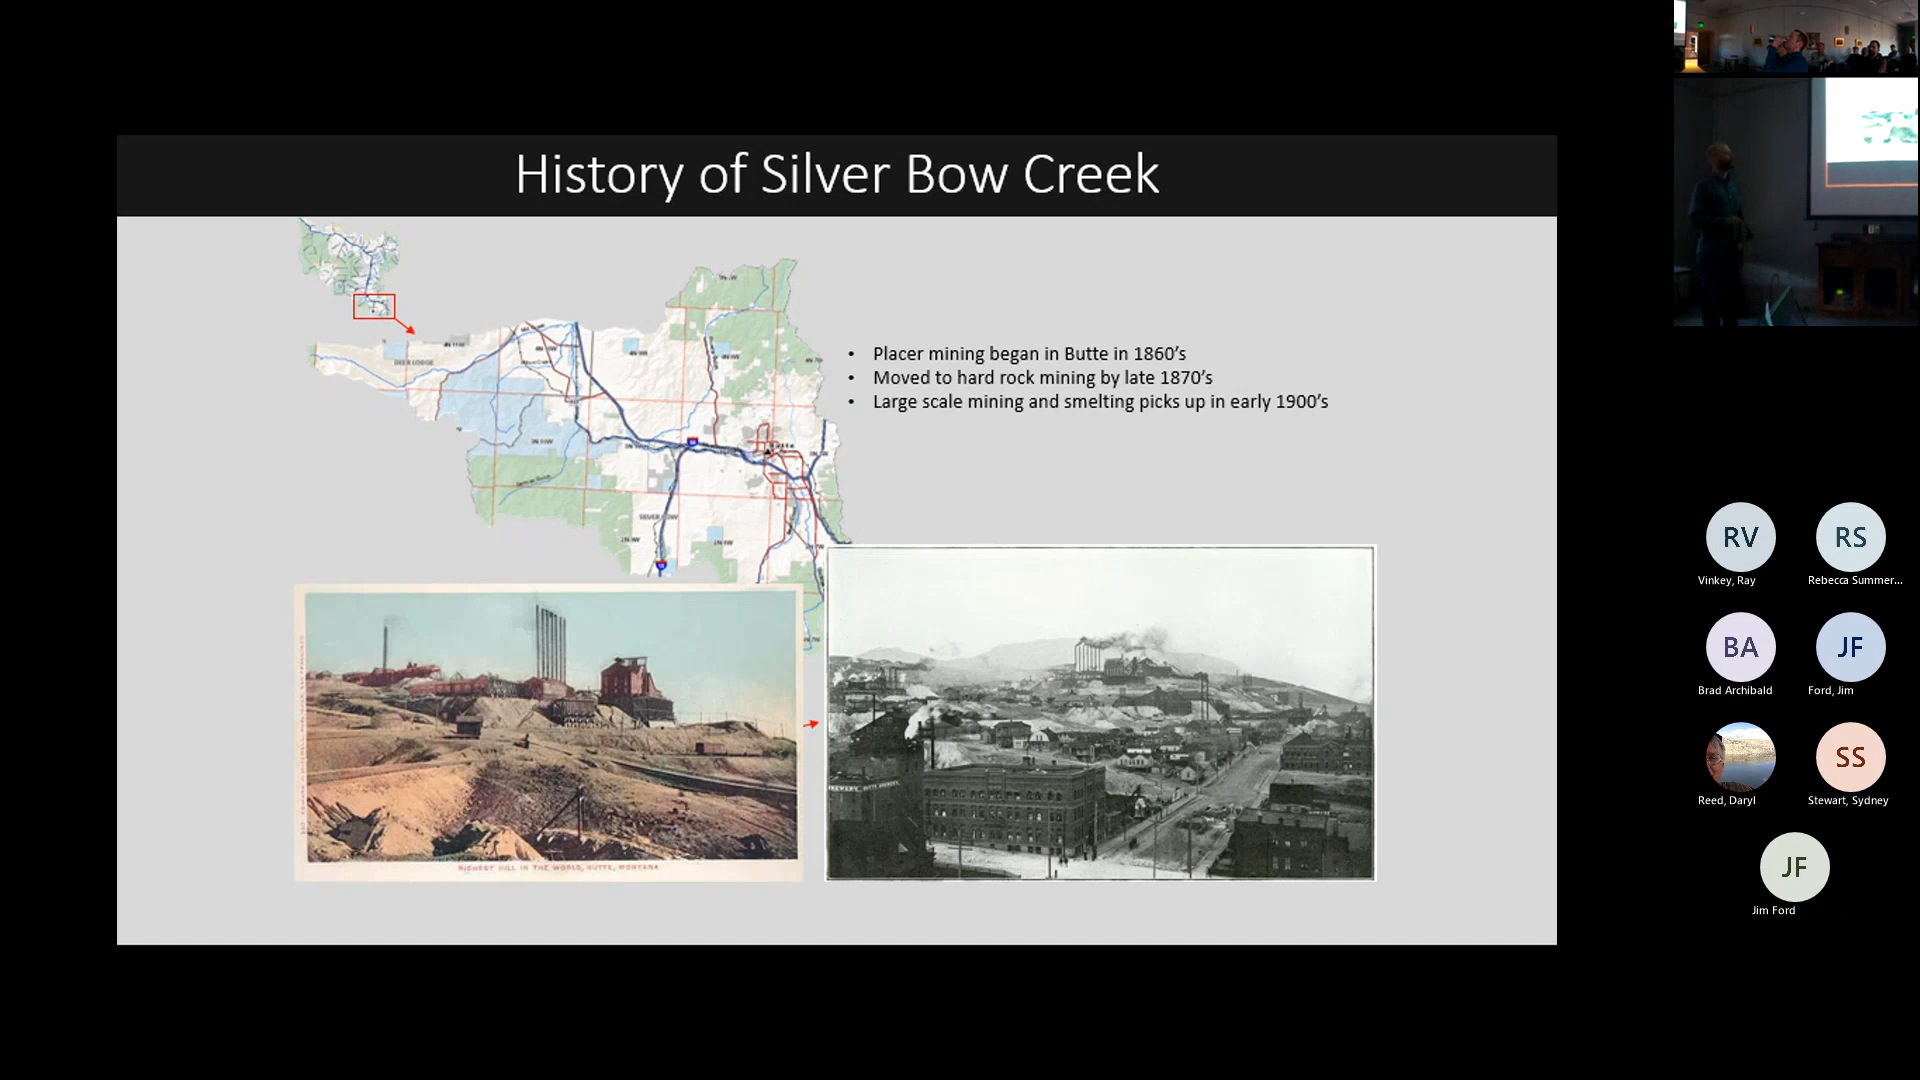 History of Silver Bow Creek
• Placer mining began in Butte in 1860's
• Moved to hard rock mining by late 1870's
• Large scale mining and smelting picks up in early 1900's
DEER LODGE
Butte
RICHEST HILL IN THE WORLD, BUTTE, MONTANA
RV
Vinkey, Ray
RS
Rebecca Summer...
BA
Brad Archibald
JF
Ford, Jim
Reed, Daryl
SS
Stewart, Sydney
JF
Jim Ford